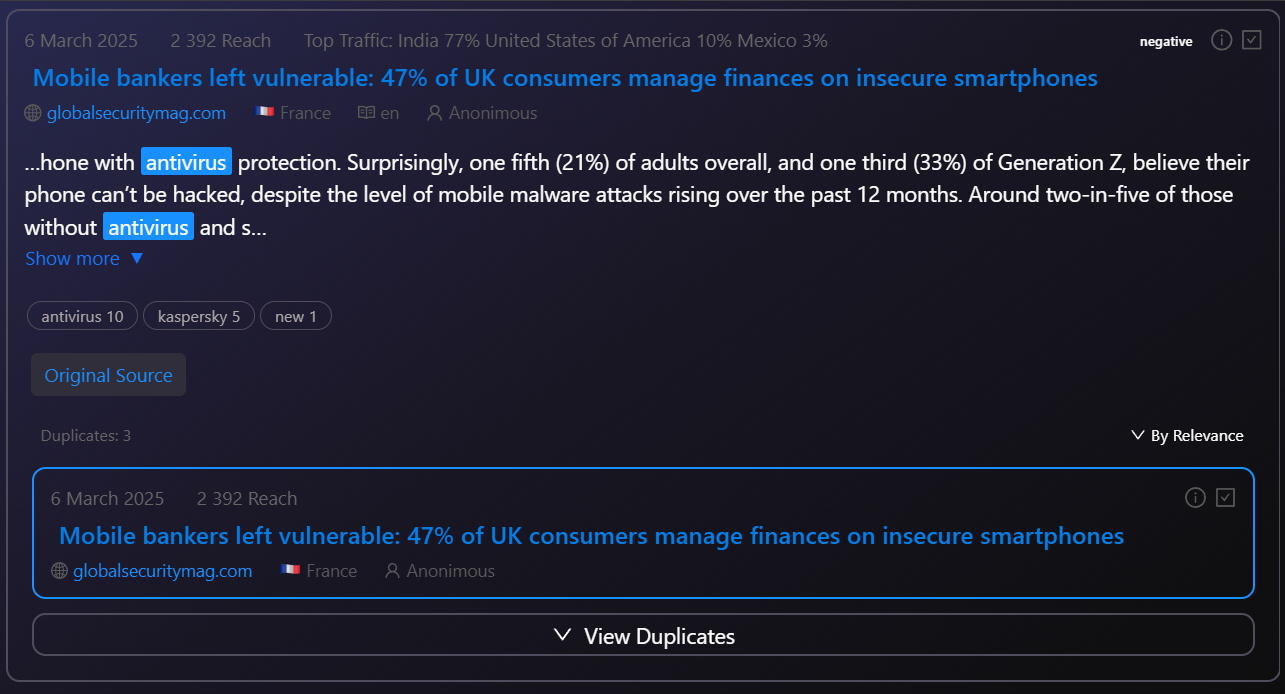 6 March 2025 2 392 Reach Top Traffic: India 77% United States of America 10% Mexico 3% negative
Mobile bankers left vulnerable: 47% of UK consumers manage finances on insecure smartphones
globalsecuritymag.com France en Anonimous
...hone with antivirus protection. Surprisingly, one fifth (21%) of adults overall, and one third (33%) of Generation Z, believe their
phone can’t be hacked, despite the level of mobile malware attacks rising over the past 12 months. Around two-in-five of those
without antivirus and s...
Show more ▼
antivirus 10 kaspersky 5 new 1
Original Source
Duplicates: 3 By Relevance
6 March 2025 2 392 Reach
Mobile bankers left vulnerable: 47% of UK consumers manage finances on insecure smartphones
globalsecuritymag.com France Anonimous
View Duplicates